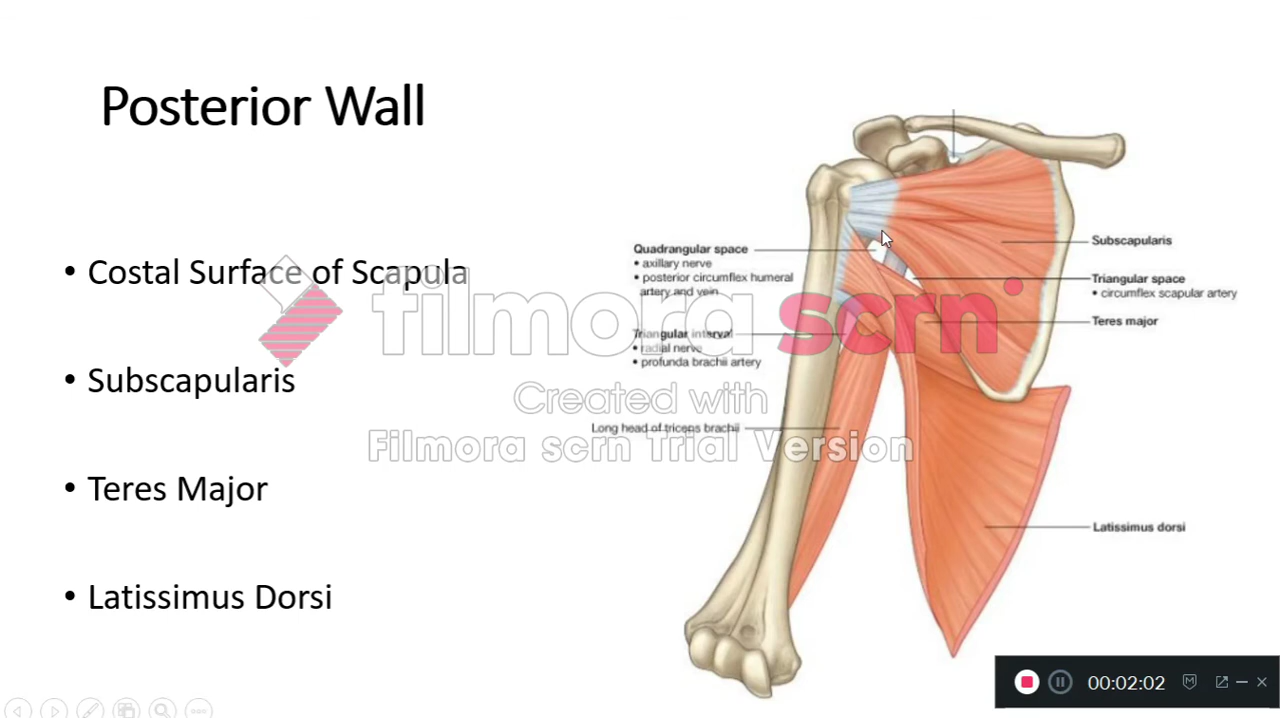 Posterior Wall
• Costal Surface of Scapula
• Subscapularis
• Teres Major
• Latissimus Dorsi
Quadrangular space
• axillary nerve
• posterior circumflex humeral
artery and vein
Triangular interval
• radial nerve
• profunda brachii artery
Long head of triceps brachii
Subscapularis
Triangular space
• circumflex scapular artery
Teres major
Latissimus dorsi
filmora scrn
Created with
Filmora scrn Trial Version
00:02:02